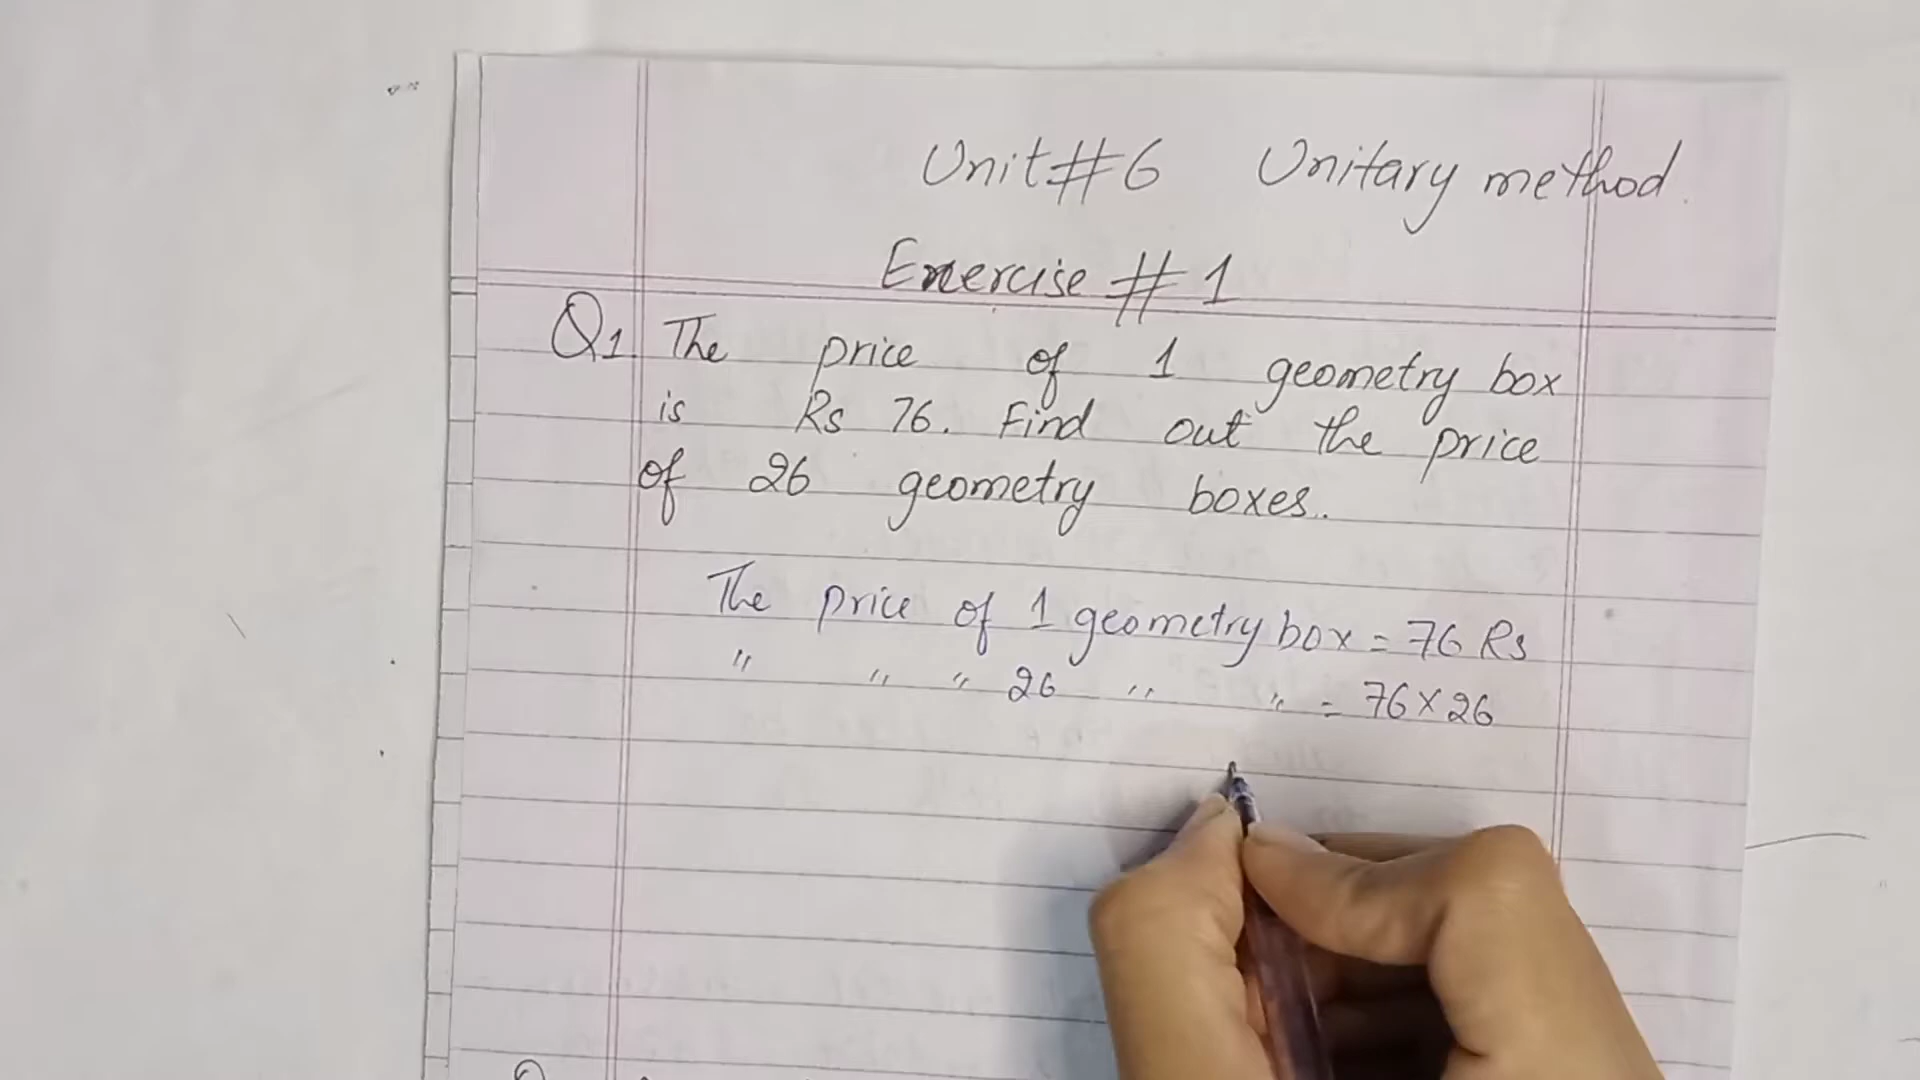 Unit#6 Unitary method.
Exercise # 1
Q1. The price of 1 geometry box
is Rs 76. Find out the price
of 26 geometry boxes.
The price of 1 geometry box = 76 Rs
" " " 26 " " = 76 x 26